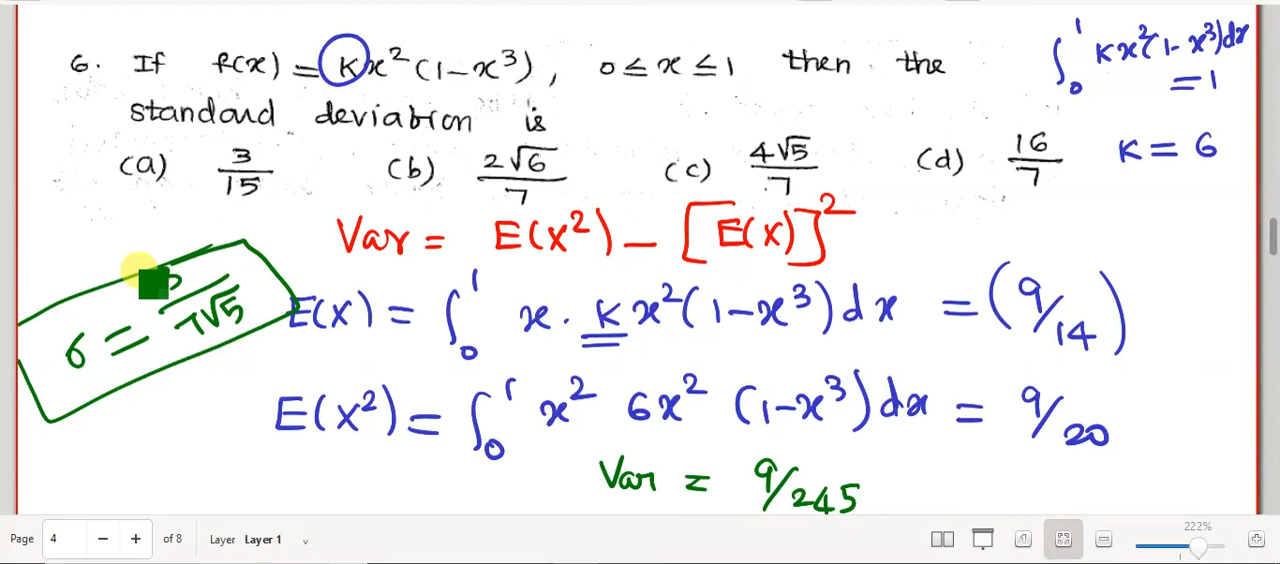 6. If f(x) = Kx²(1-x³), 0≤x≤1 then the
standard deviation is
(a) 3/15 (b) 2√6/7 (c) 4√5/7 (d) 16/7
∫₀¹ Kx²(1-x³)dx
= 1
K = 6
Var = E(X²) - [E(X)]²
E(X) = ∫₀¹ x. Kx²(1-x³)dx = (9/14)
E(X²) = ∫₀¹ x² 6x² (1-x³)dx = 9/20
Var = 9/245
σ = 3/7√5
Page 4 - + of 8 Layer Layer 1
222%